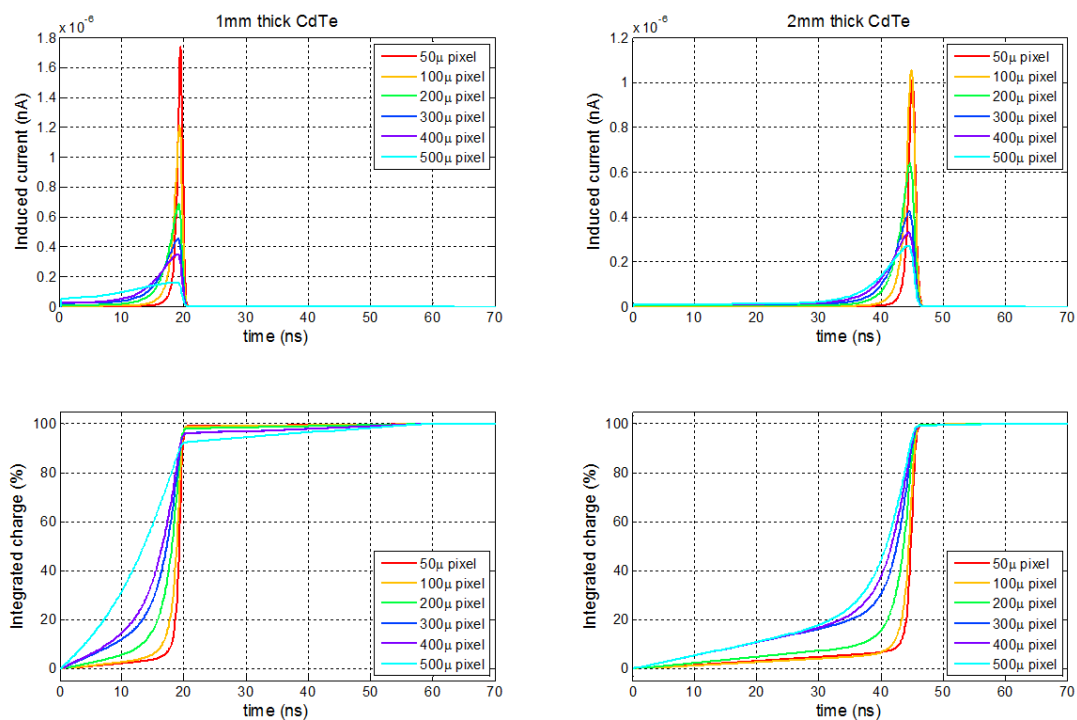 1mm thick CdTe
x 10-6
1.8
1.6
1.4
1.2
1
0.8
0.6
0.4
0.2
0
Induced current (nA)
50μ pixel
100μ pixel
200μ pixel
300μ pixel
400μ pixel
500μ pixel
0 10 20 30 40 50 60 70
time (ns)
2mm thick CdTe
x 10-6
1.2
1
0.8
0.6
0.4
0.2
0
Induced current (nA)
50μ pixel
100μ pixel
200μ pixel
300μ pixel
400μ pixel
500μ pixel
0 10 20 30 40 50 60 70
time (ns)
100
80
60
40
20
0
Integrated charge (%)
50μ pixel
100μ pixel
200μ pixel
300μ pixel
400μ pixel
500μ pixel
0 10 20 30 40 50 60 70
time (ns)
100
80
60
40
20
0
Integrated charge (%)
50μ pixel
100μ pixel
200μ pixel
300μ pixel
400μ pixel
500μ pixel
0 10 20 30 40 50 60 70
time (ns)